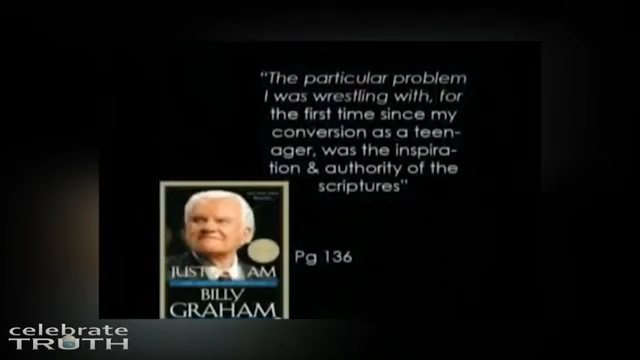 “The particular problem
I was wrestling with, for
the first time since my
conversion as a teen-
ager, was the inspira-
tion & authority of the
scriptures”
JUST AM
BILLY
GRAHAM
Pg 136
celebrate
TRUTH